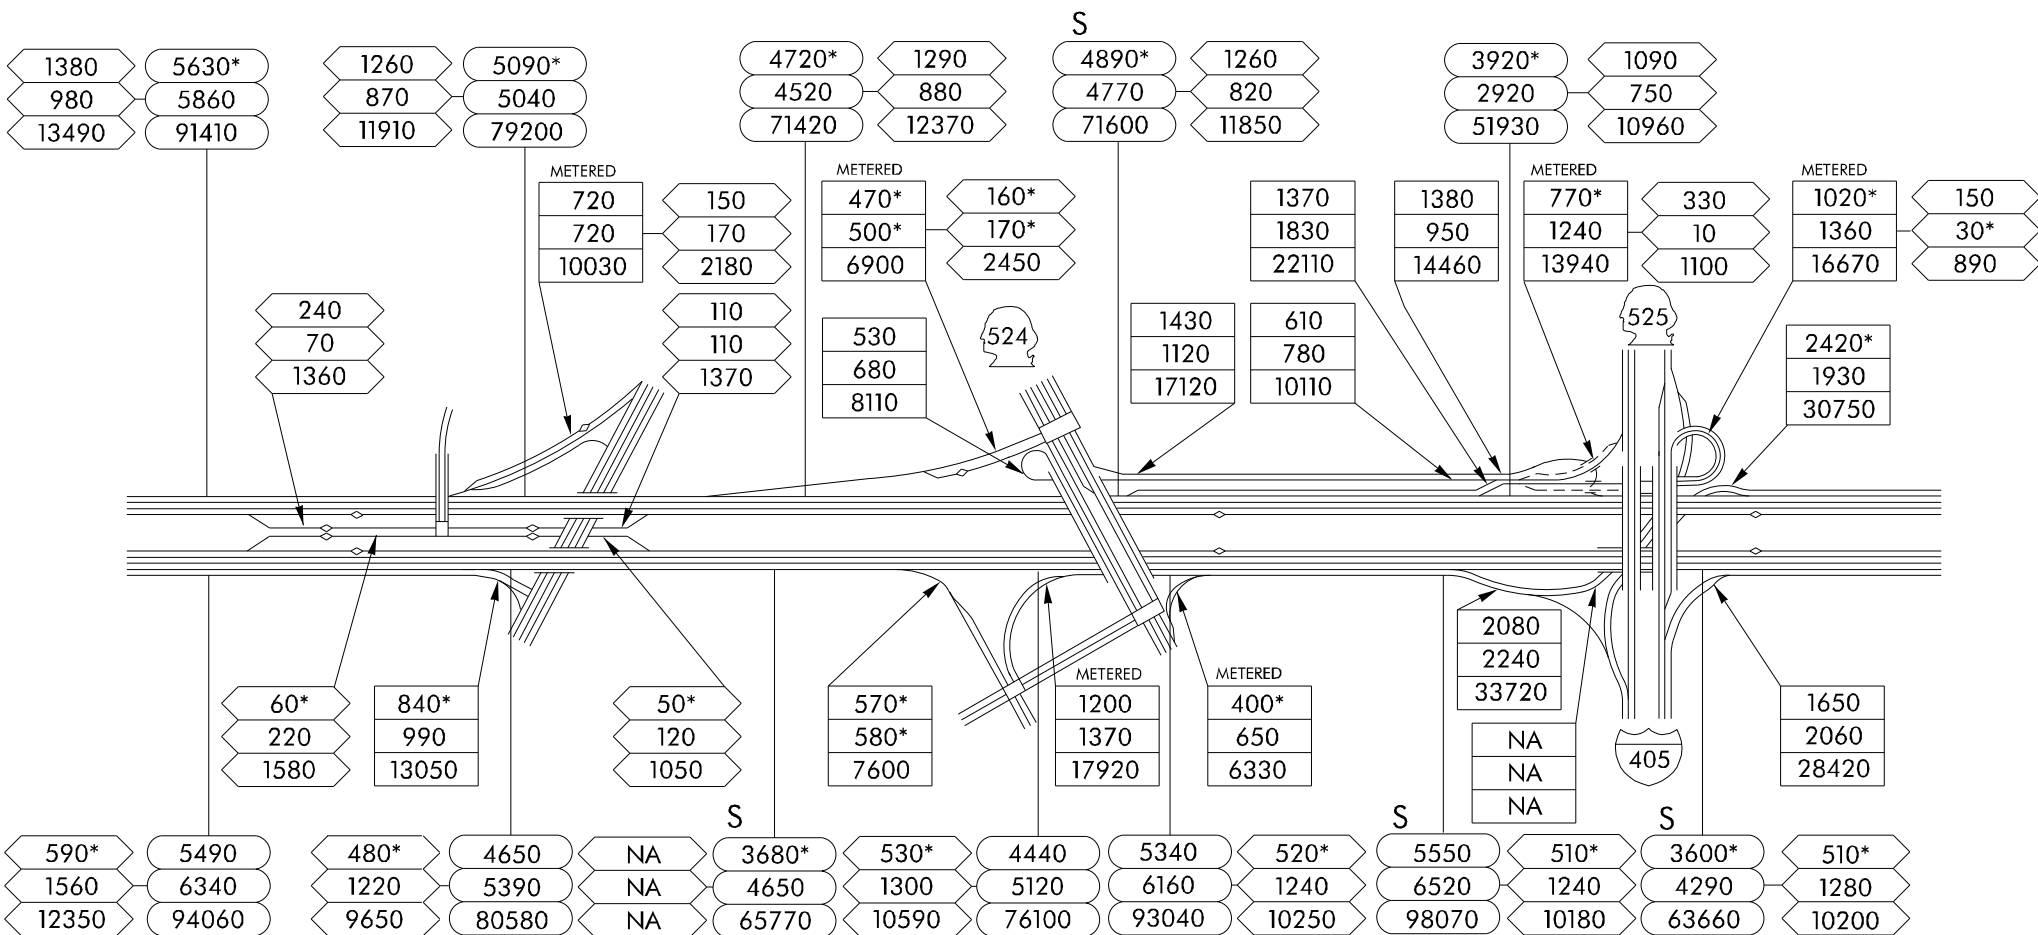 S
1380 5630* 1260 5090* 4720* 1290 4890* 1260 3920* 1090
980 5860 870 5040 4520 880 4770 820 2920 750
13490 91410 11910 79200 71420 12370 71600 11850 51930 10960
METERED METERED METERED METERED
720 150 470* 160* 1370 1380 770* 330 1020* 150
720 170 500* 170* 1830 950 1240 10 1360 30*
10030 2180 6900 2450 22110 14460 13940 1100 16670 890
240 110 530 524 1430 610 525 2420*
70 110 680 1120 780 1930
1360 1370 8110 17120 10110 30750
2080
2240
33720
METERED METERED
60* 840* 50* 570* 1200 400* NA 405 1650
220 990 120 580* 1370 650 NA 2060
1580 13050 1050 7600 17920 6330 NA 28420
S S S
590* 5490 480* 4650 NA 3680* 530* 4440 5340 520* 5550 510* 3600* 510*
1560 6340 1220 5390 NA 4650 1300 5120 6160 1240 6520 1240 4290 1280
12350 94060 9650 80580 NA 65770 10590 76100 93040 10250 98070 10180 63660 10200